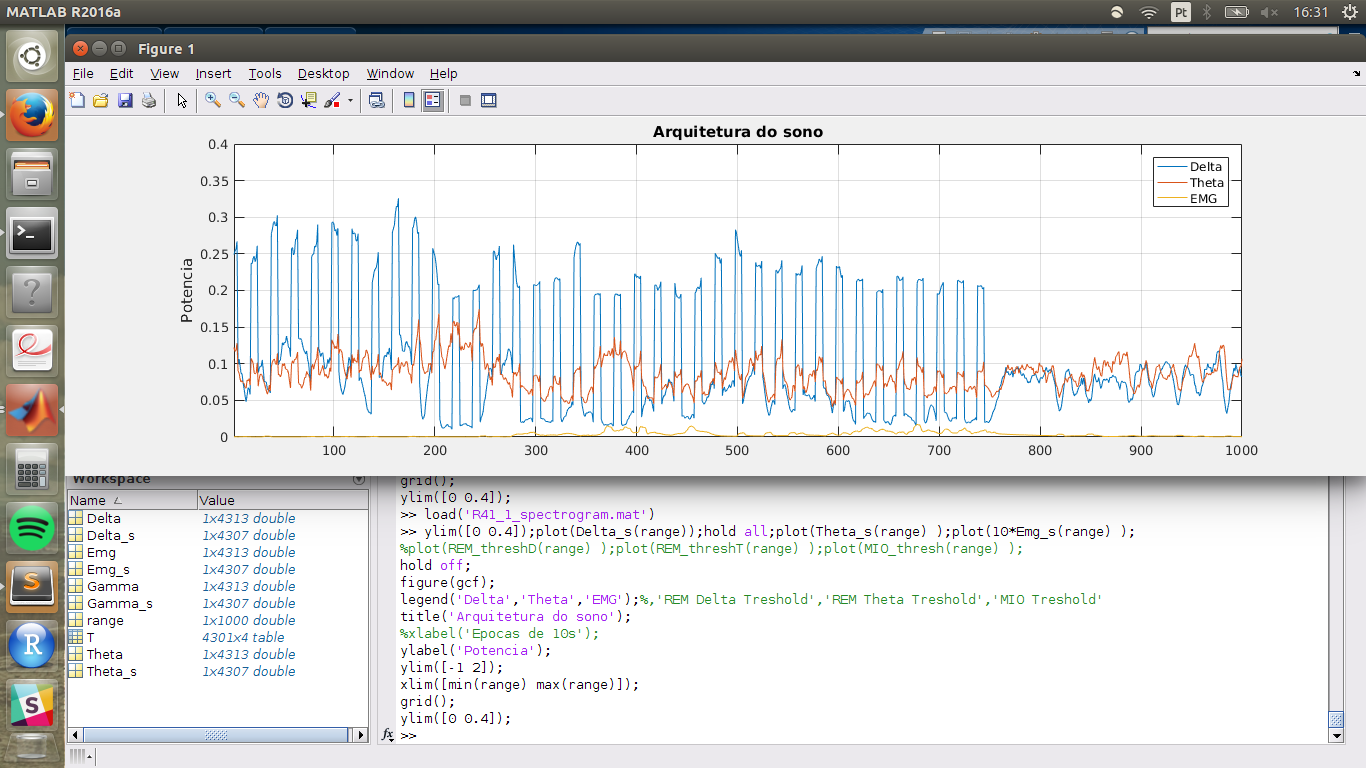 MATLAB R2016a
Pt
16:31
Figure 1
File Edit View Insert Tools Desktop Window Help
Arquitetura do sono
Potencia
0.4
0.35
0.3
0.25
0.2
0.15
0.1
0.05
0
100 200 300 400 500 600 700 800 900 1000
Delta
Theta
EMG
Workspace
Name Value
Delta 1x4313 double
Delta_s 1x4307 double
Emg 1x4313 double
Emg_s 1x4307 double
Gamma 1x4313 double
Gamma_s 1x4307 double
range 1x1000 double
T 4301x4 table
Theta 1x4313 double
Theta_s 1x4307 double
grid();
ylim([0 0.4]);
>> load('R41_1_spectrogram.mat')
>> ylim([0 0.4]);plot(Delta_s(range));hold all;plot(Theta_s(range) );plot(10*Emg_s(range) );
%plot(REM_threshD(range) );plot(REM_threshT(range) );plot(MIO_thresh(range) );
hold off;
figure(gcf);
legend('Delta','Theta','EMG');%,'REM Delta Treshold','REM Theta Treshold','MIO Treshold'
title('Arquitetura do sono');
%xlabel('Epocas de 10s');
ylabel('Potencia');
ylim([-1 2]);
xlim([min(range) max(range)]);
grid();
ylim([0 0.4]);
fx >>